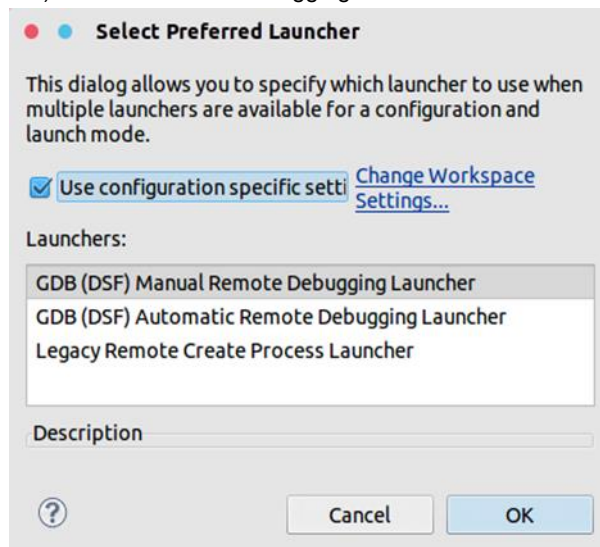 Select Preferred Launcher
This dialog allows you to specify which launcher to use when
multiple launchers are available for a configuration and
launch mode.
Use configuration specific setti Change Workspace
Settings...
Launchers:
GDB (DSF) Manual Remote Debugging Launcher
GDB (DSF) Automatic Remote Debugging Launcher
Legacy Remote Create Process Launcher
Description
? Cancel OK